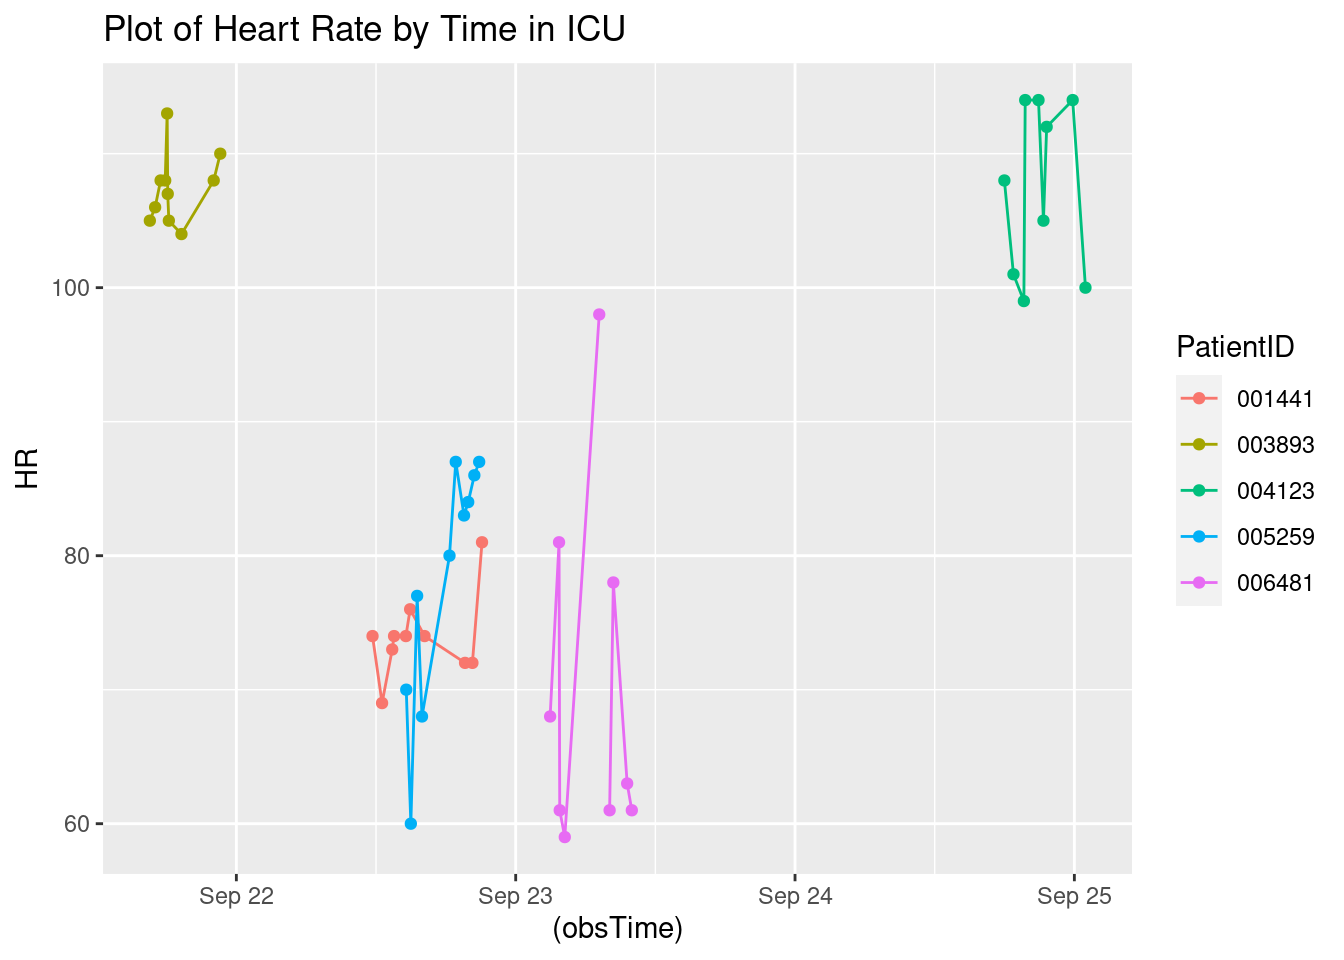 Plot of Heart Rate by Time in ICU
HR
100
80
60
Sep 22
Sep 23
Sep 24
Sep 25
(obsTime)
PatientID
001441
003893
004123
005259
006481